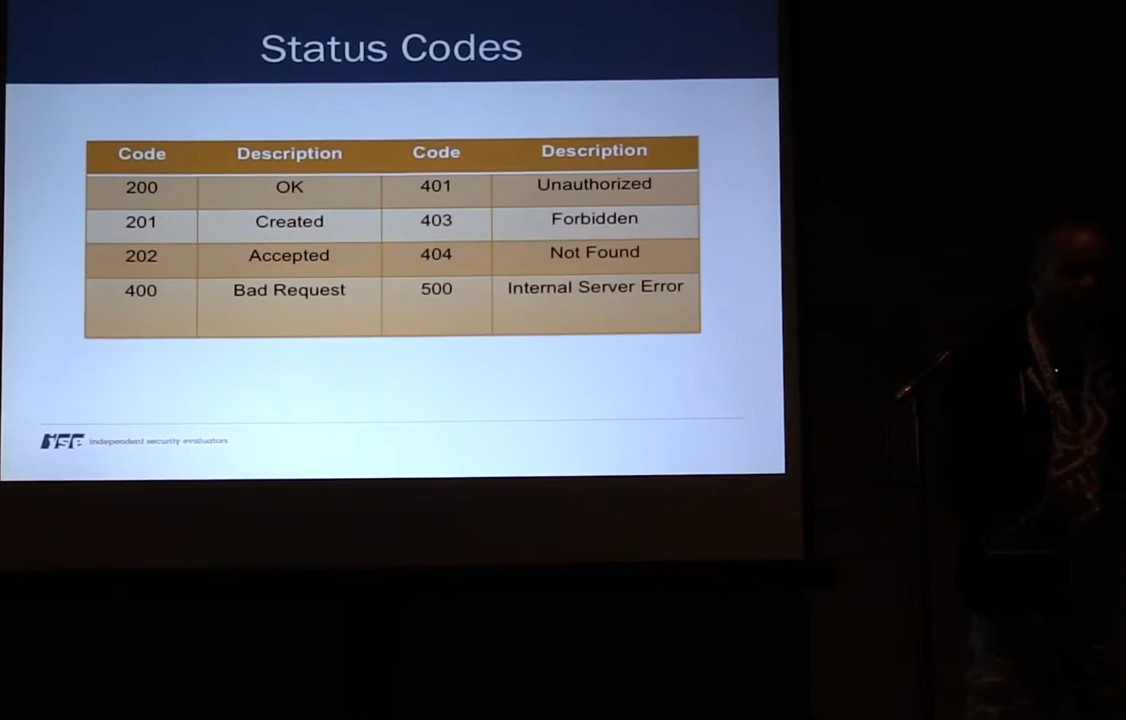 Status Codes
Code Description Code Description
200 OK 401 Unauthorized
201 Created 403 Forbidden
202 Accepted 404 Not Found
400 Bad Request 500 Internal Server Error
ise independent security evaluators